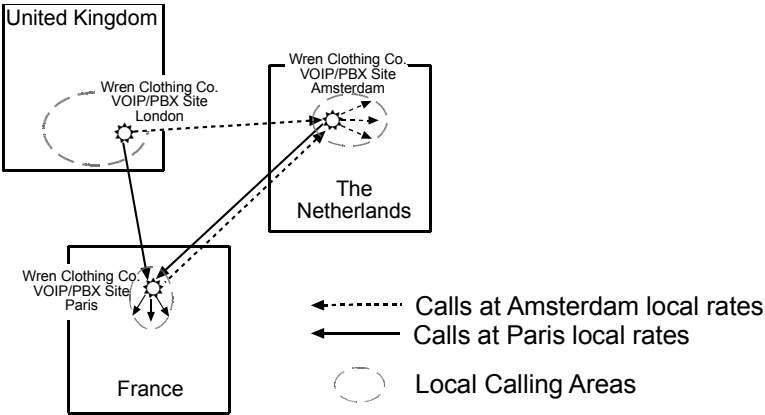 United Kingdom
Wren Clothing Co.
VOIP/PBX Site
London
Wren Clothing Co.
VOIP/PBX Site
Amsterdam
The
Netherlands
Wren Clothing Co.
VOIP/PBX Site
Paris
France
Calls at Amsterdam local rates
Calls at Paris local rates
Local Calling Areas